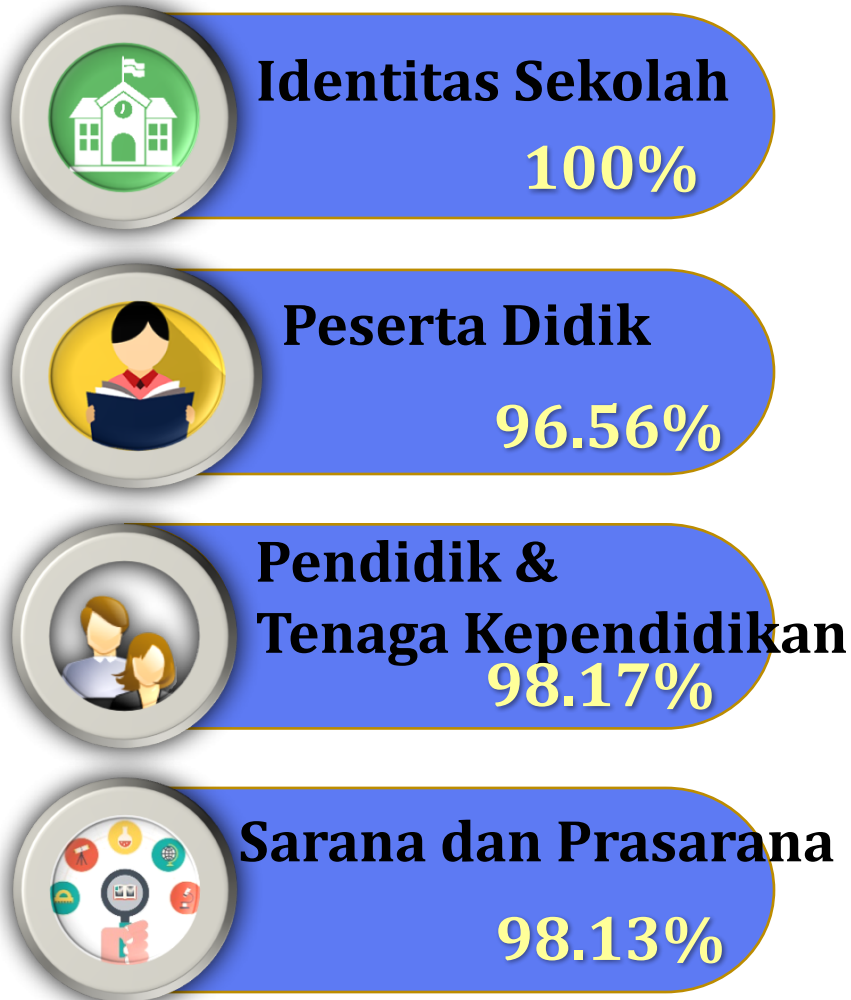 Identitas Sekolah
100%
Peserta Didik
96.56%
Pendidik &
Tenaga Kependidikan
98.17%
Sarana dan Prasarana
98.13%